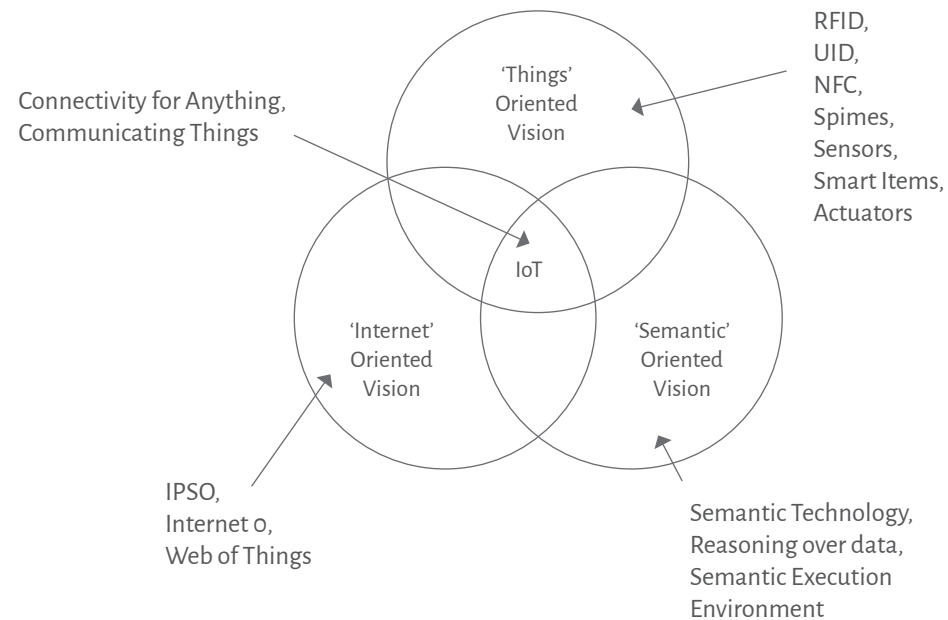 RFID,
UID,
NFC,
Spimes,
Sensors,
Smart Items,
Actuators
‘Things’
Oriented
Vision
Connectivity for Anything,
Communicating Things
IoT
‘Internet’
Oriented
Vision
‘Semantic’
Oriented
Vision
IPSO,
Internet 0,
Web of Things
Semantic Technology,
Reasoning over data,
Semantic Execution
Environment